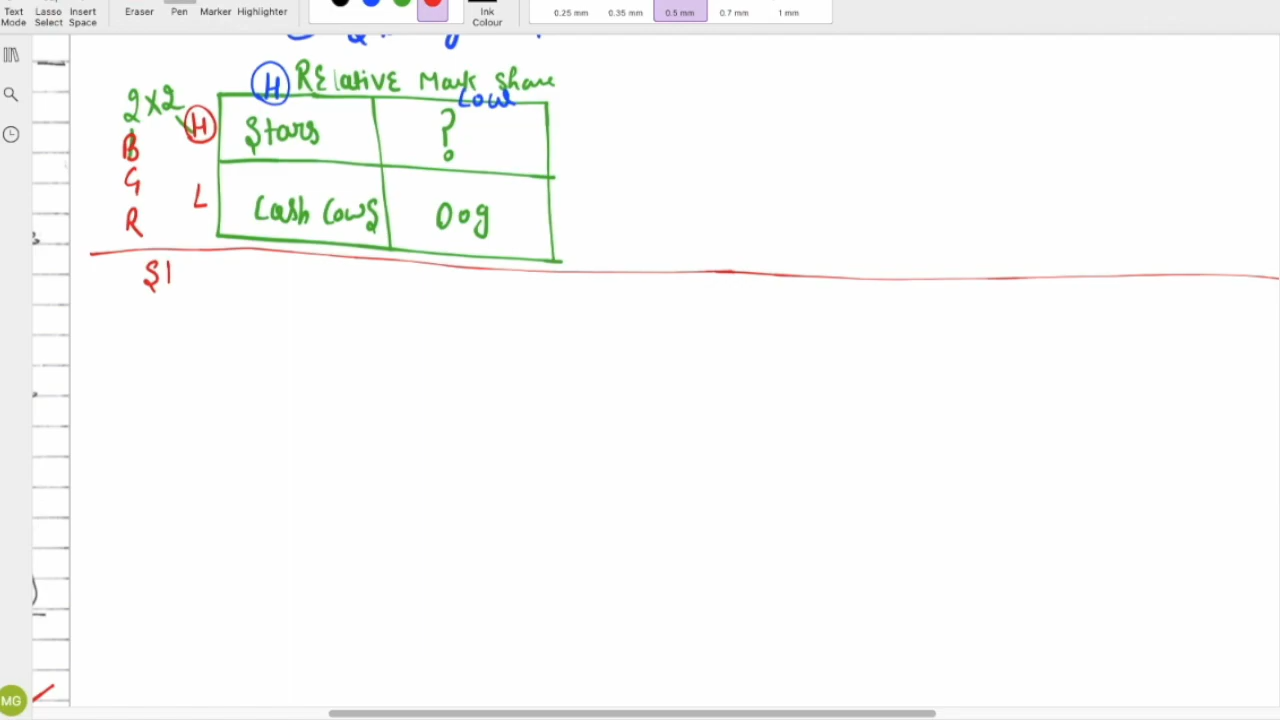 Text Mode
Lasso Select
Insert Space
Eraser
Pen
Marker
Highlighter
Ink Colour
0.25 mm
0.35 mm
0.5 mm
0.7 mm
1 mm
H RElativE Mark Share
Low
2x2
H
Stars
?
B
G
R
L
Cash Cows
Dog
MG